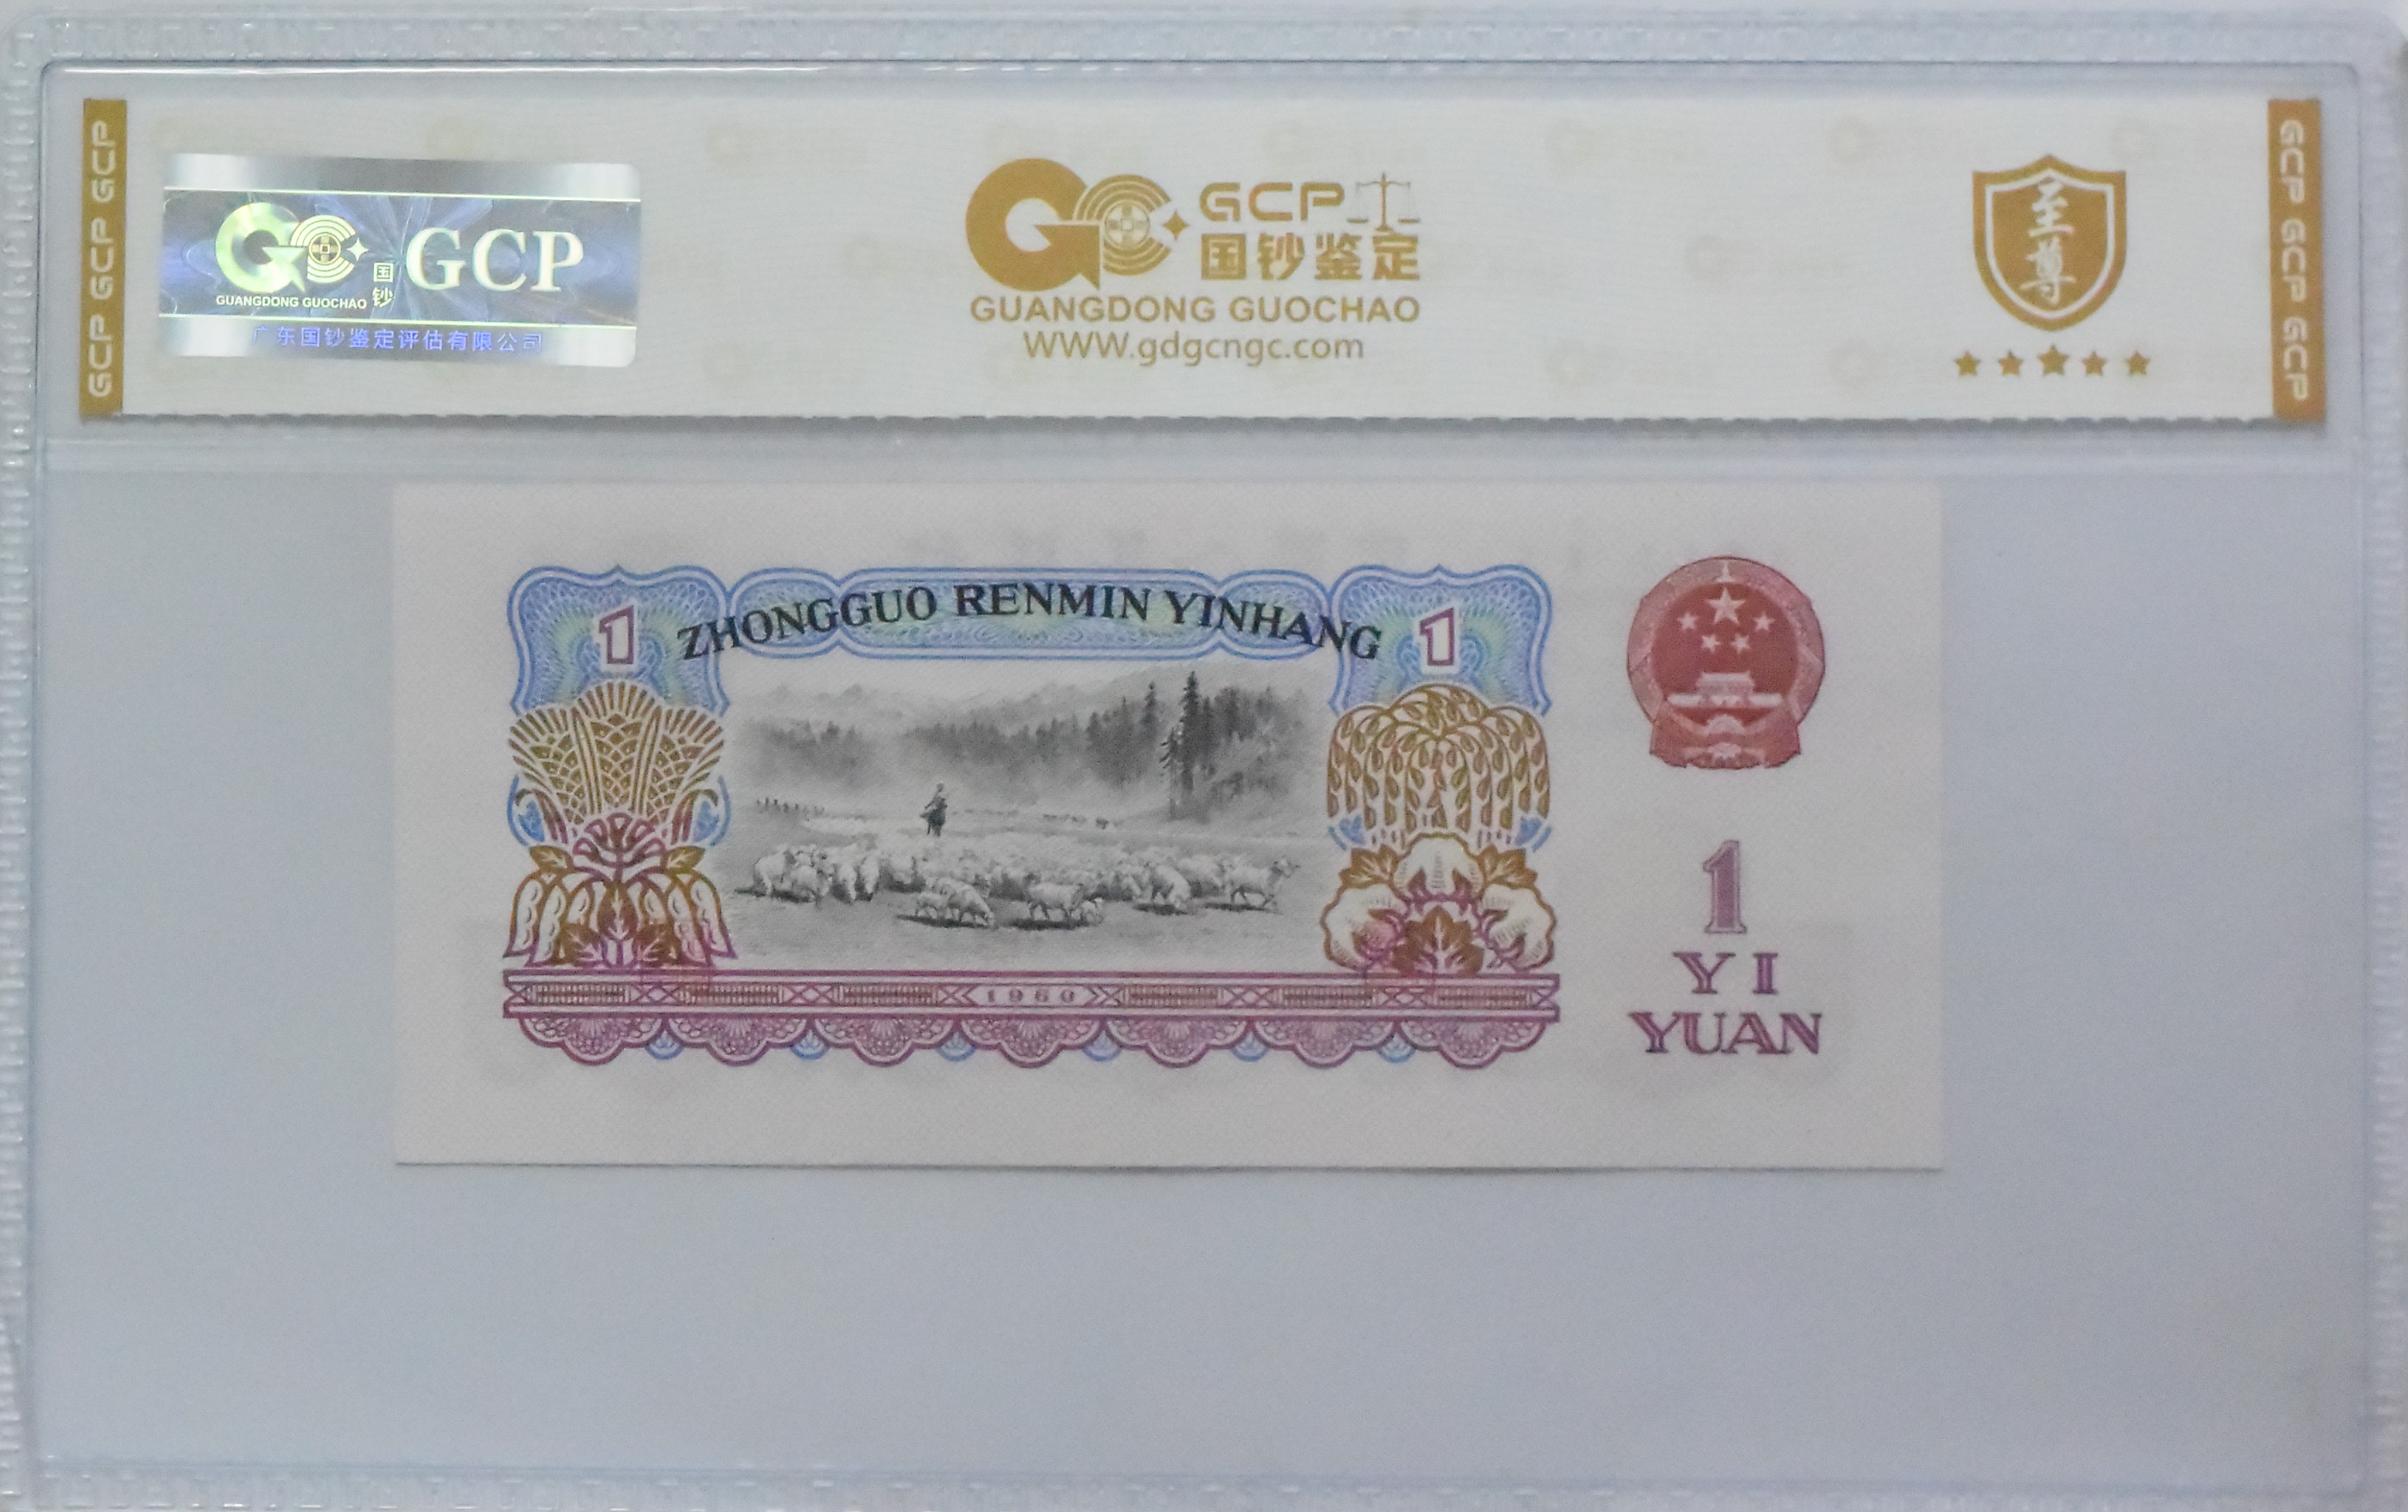 GCP GCP GCP
GUANGDONG GUOCHAO
国钞
GCP
广东国钞鉴定评估有限公司
GCP
国钞鉴定
GUANGDONG GUOCHAO
WWW.gdgcngc.com
至尊
GCP GCP GCP
1
ZHONGGUO RENMIN YINHANG
1
1960
1
YI
YUAN